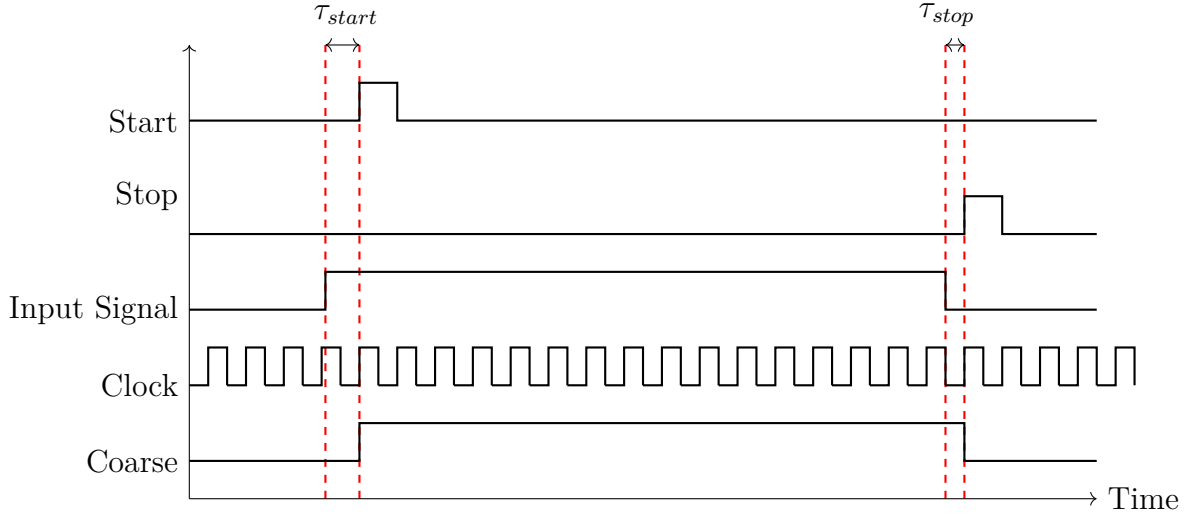 τ_start
τ_stop
Start
Stop
Input Signal
Clock
Coarse
Time